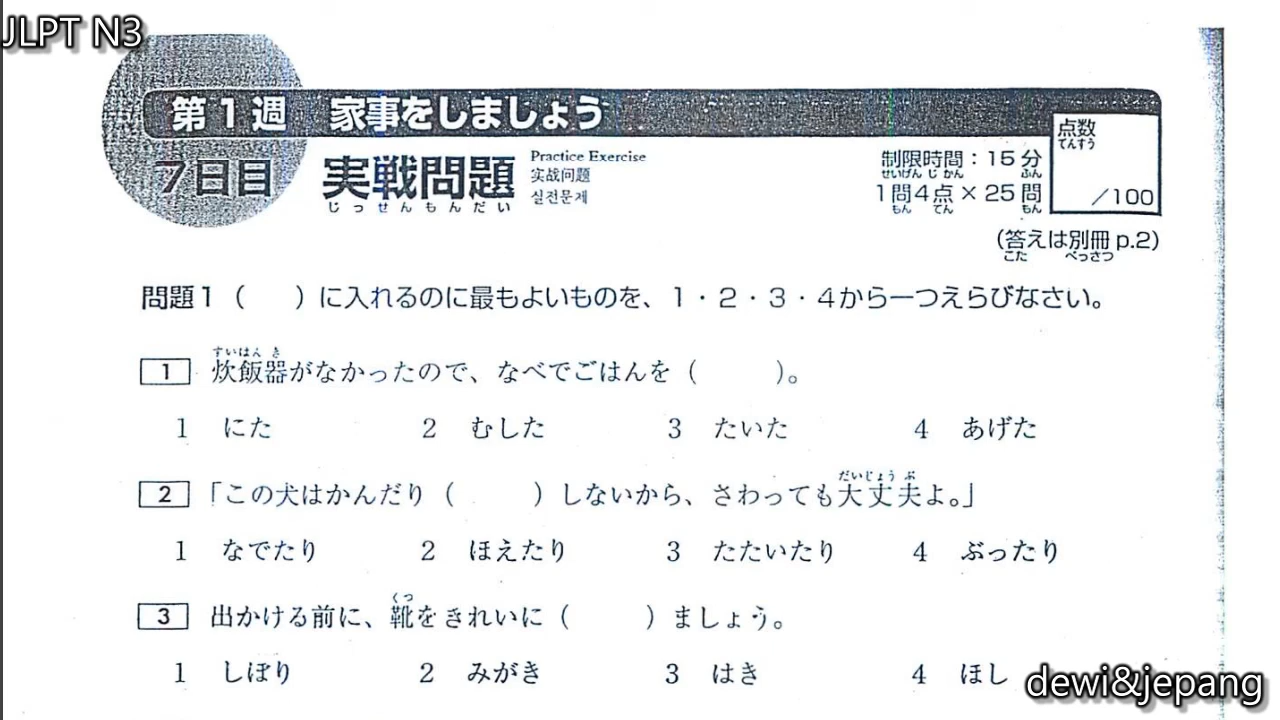 JLPT N3
第1週 家事をしましょう
7日目 実戦問題
じっせんもんだい
Practice Exercise
实战问题
실전문제
制限時間：15分
せいげんじかん ふん
1問4点×25問
もん てん もん
点数
てんすう
／100
(答えは別冊 p.2)
こた べっさつ
問題1（　　）に入れるのに最もよいものを、1・2・3・4から一つえらびなさい。
すいはんき
1 炊飯器がなかったので、なべでごはんを（　　　）。
1 にた 2 むした 3 たいた 4 あげた
だいじょうぶ
2 「この犬はかんだり（　　　）しないから、さわっても大丈夫よ。」
1 なでたり 2 ほえたり 3 たたいたり 4 ぶったり
くつ
3 出かける前に、靴をきれいに（　　　）ましょう。
1 しぼり 2 みがき 3 はき 4 ほし
dewi&jepang